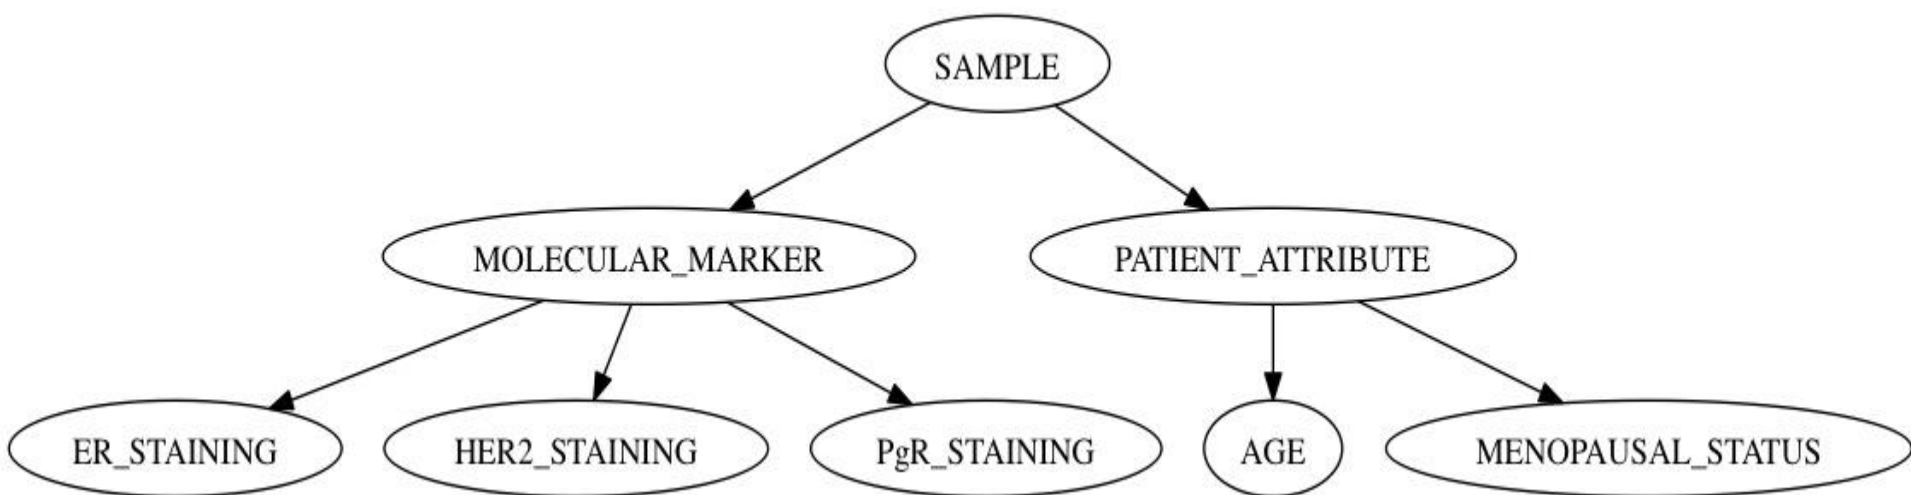 SAMPLE
MOLECULAR_MARKER
PATIENT_ATTRIBUTE
ER_STAINING
HER2_STAINING
PgR_STAINING
AGE
MENOPAUSAL_STATUS